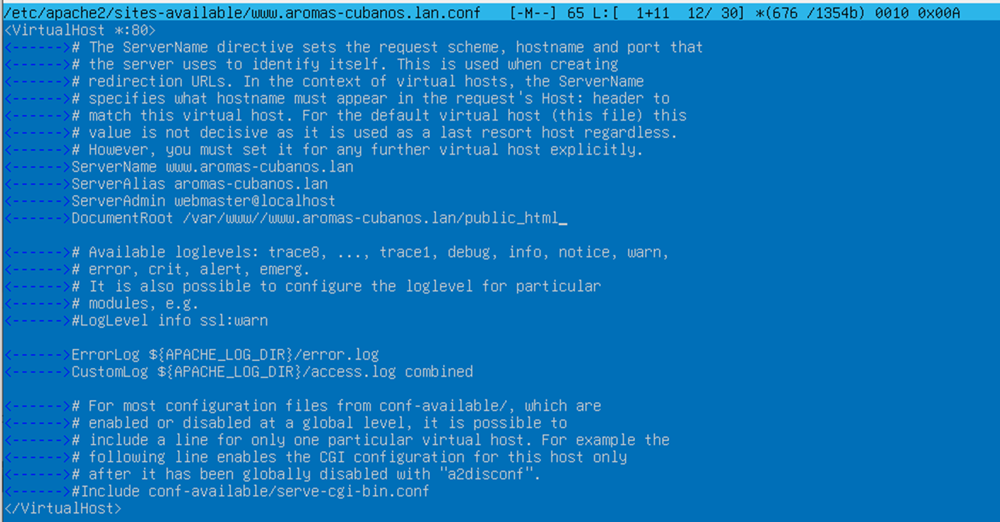 /etc/apache2/sites-available/www.aromas-cubanos.lan.conf   [-M--] 65 L:[  1+11  12/ 30] *(676 /1354b) 0010 0x00A
<VirtualHost *:80>
<------># The ServerName directive sets the request scheme, hostname and port that
<------># the server uses to identify itself. This is used when creating
<------># redirection URLs. In the context of virtual hosts, the ServerName
<------># specifies what hostname must appear in the request's Host: header to
<------># match this virtual host. For the default virtual host (this file) this
<------># value is not decisive as it is used as a last resort host regardless.
<------># However, you must set it for any further virtual host explicitly.
<------>ServerName www.aromas-cubanos.lan
<------>ServerAlias aromas-cubanos.lan
<------>ServerAdmin webmaster@localhost
<------>DocumentRoot /var/www//www.aromas-cubanos.lan/public_html_

<------># Available loglevels: trace8, ..., trace1, debug, info, notice, warn,
<------># error, crit, alert, emerg.
<------># It is also possible to configure the loglevel for particular
<------># modules, e.g.
<------>#LogLevel info ssl:warn

<------>ErrorLog ${APACHE_LOG_DIR}/error.log
<------>CustomLog ${APACHE_LOG_DIR}/access.log combined

<------># For most configuration files from conf-available/, which are
<------># enabled or disabled at a global level, it is possible to
<------># include a line for only one particular virtual host. For example the
<------># following line enables the CGI configuration for this host only
<------># after it has been globally disabled with "a2disconf".
<------>#Include conf-available/serve-cgi-bin.conf
</VirtualHost>